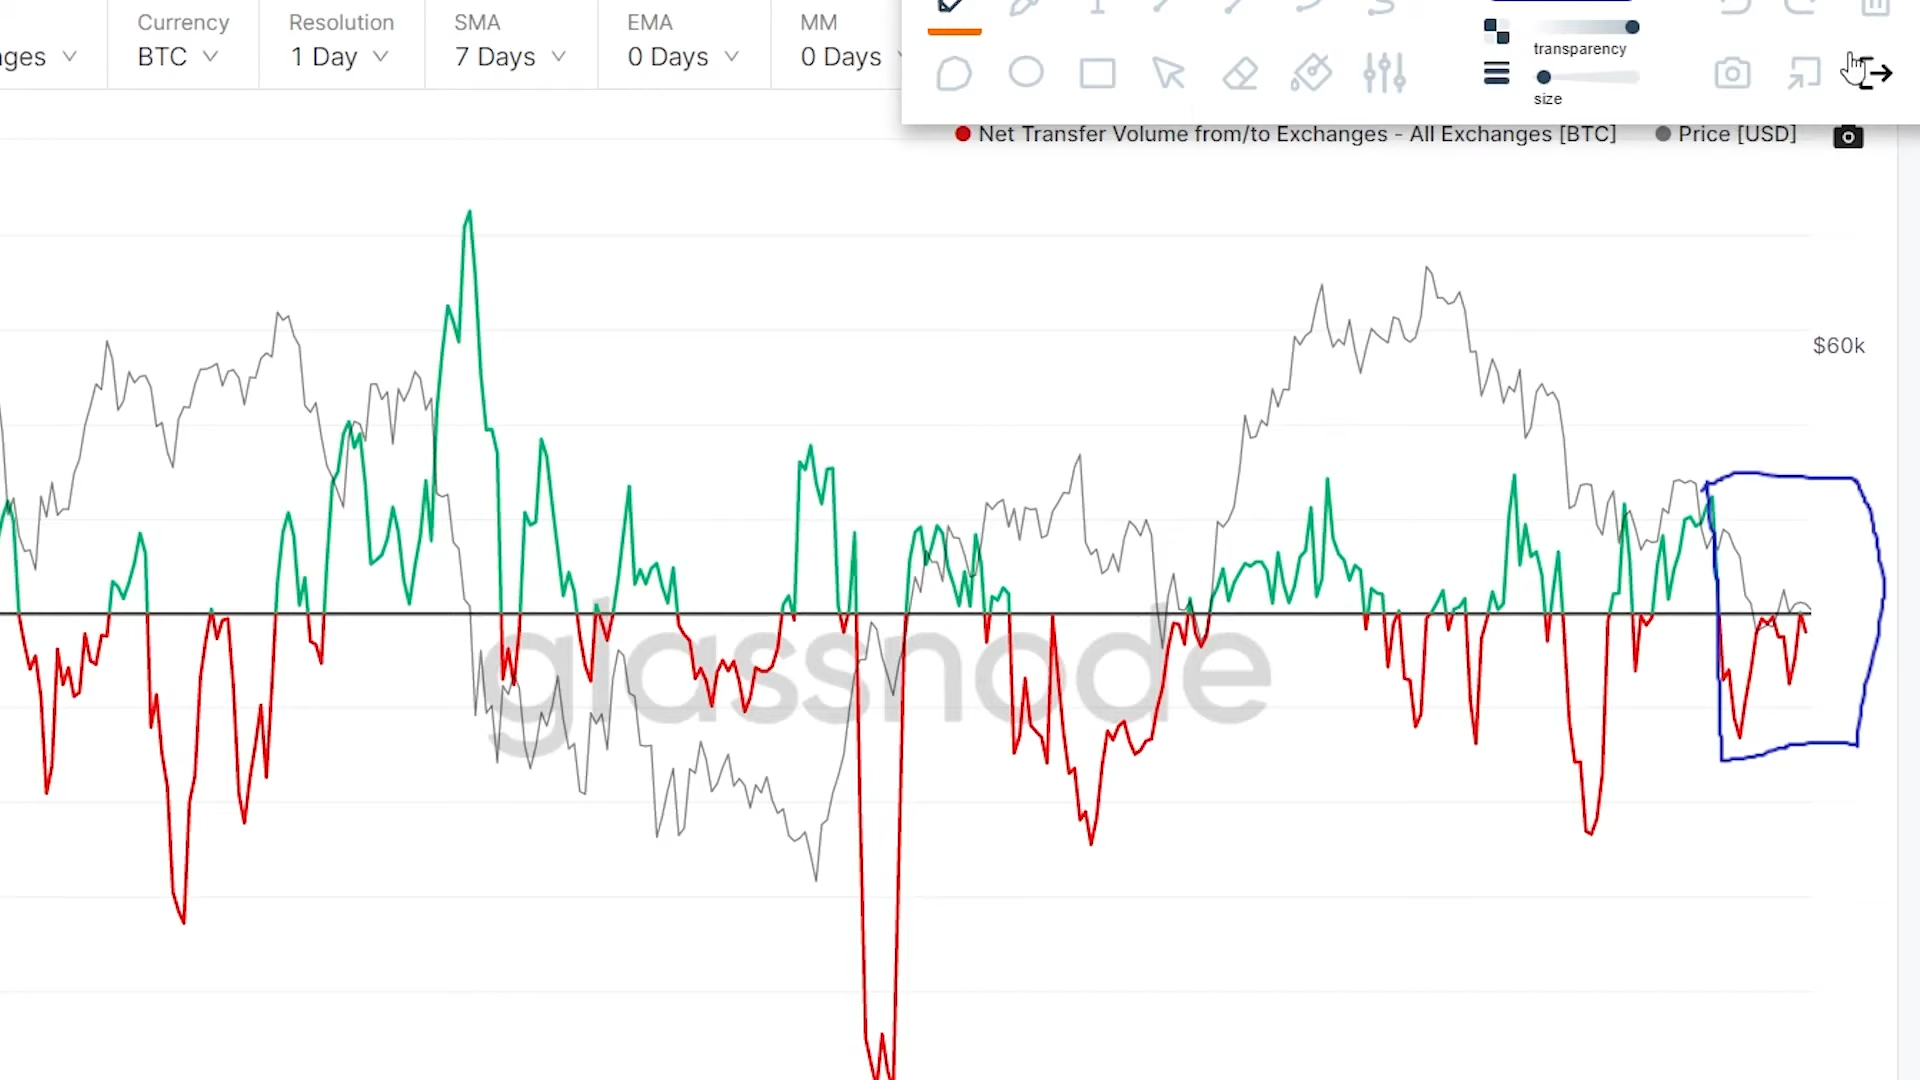 Currency
Resolution
SMA
EMA
MM
BTC
1 Day
7 Days
0 Days
0 Days
transparency
size
Net Transfer Volume from/to Exchanges - All Exchanges [BTC]
Price [USD]
$60k
glassnode